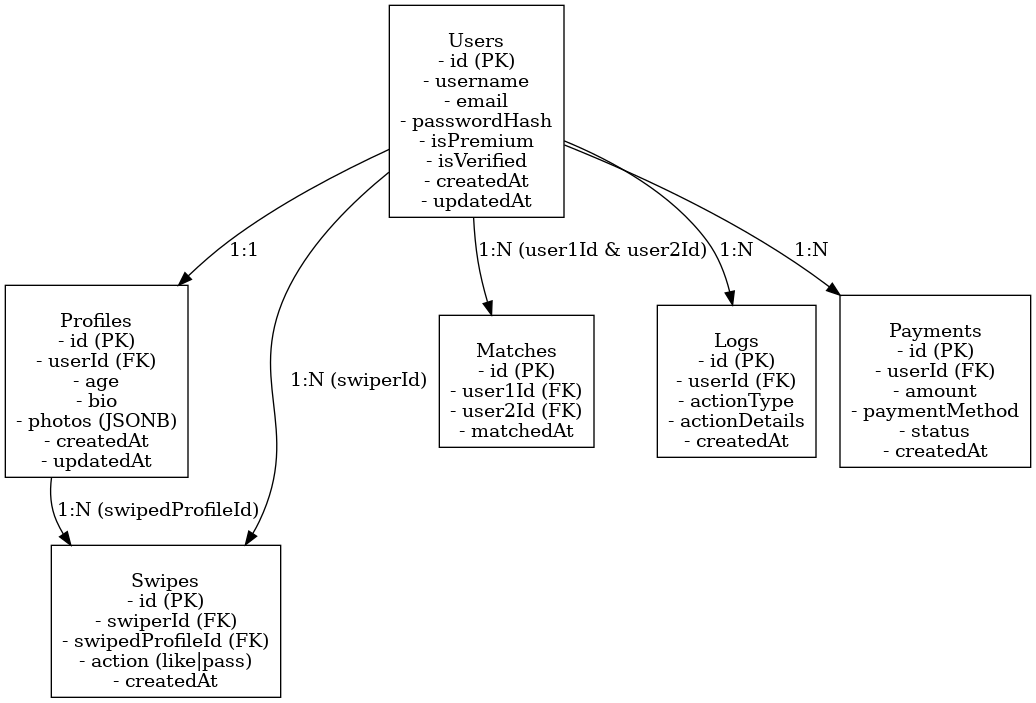 Users
- id (PK)
- username
- email
- passwordHash
- isPremium
- isVerified
- createdAt
- updatedAt
1:1
1:N (user1Id & user2Id)
1:N
1:N
Profiles
- id (PK)
- userId (FK)
- age
- bio
- photos (JSONB)
- createdAt
- updatedAt
1:N (swiperId)
Matches
- id (PK)
- user1Id (FK)
- user2Id (FK)
- matchedAt
Logs
- id (PK)
- userId (FK)
- actionType
- actionDetails
- createdAt
Payments
- id (PK)
- userId (FK)
- amount
- paymentMethod
- status
- createdAt
1:N (swipedProfileId)
Swipes
- id (PK)
- swiperId (FK)
- swipedProfileId (FK)
- action (like|pass)
- createdAt